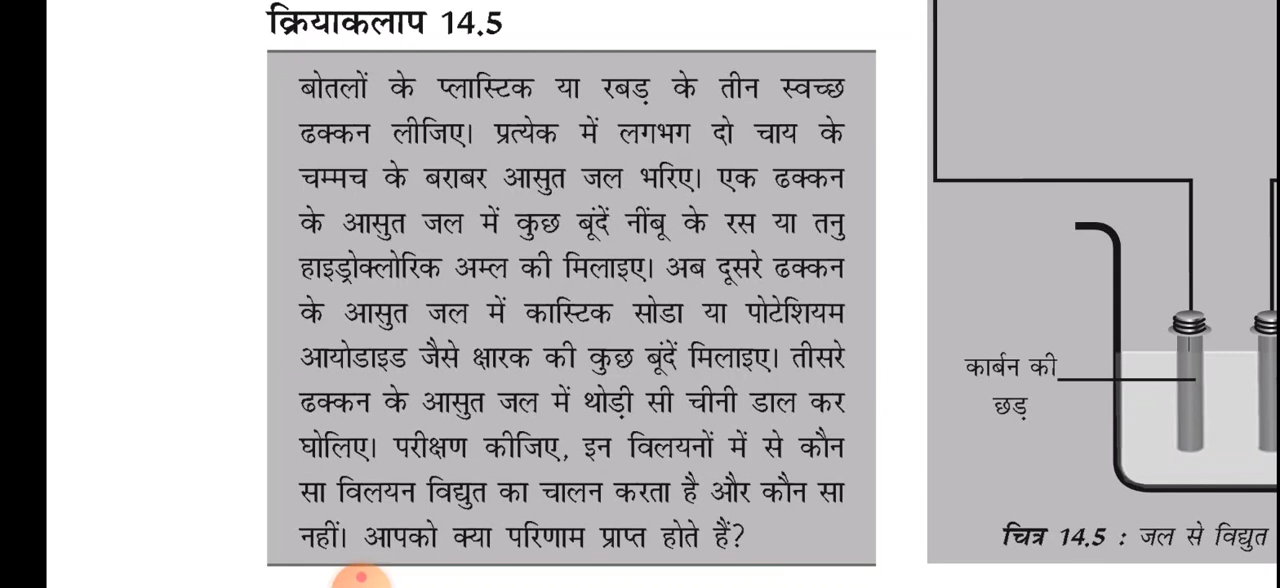 क्रियाकलाप 14.5
बोतलों के प्लास्टिक या रबड़ के तीन स्वच्छ
ढक्कन लीजिए। प्रत्येक में लगभग दो चाय के
चम्मच के बराबर आसुत जल भरिए। एक ढक्कन
के आसुत जल में कुछ बूंदें नींबू के रस या तनु
हाइड्रोक्लोरिक अम्ल की मिलाइए। अब दूसरे ढक्कन
के आसुत जल में कास्टिक सोडा या पोटेशियम
आयोडाइड जैसे क्षारक की कुछ बूंदें मिलाइए। तीसरे
ढक्कन के आसुत जल में थोड़ी सी चीनी डाल कर
घोलिए। परीक्षण कीजिए, इन विलयनों में से कौन
सा विलयन विद्युत का चालन करता है और कौन सा
नहीं। आपको क्या परिणाम प्राप्त होते हैं?
कार्बन की
छड़
चित्र 14.5 : जल से विद्युत